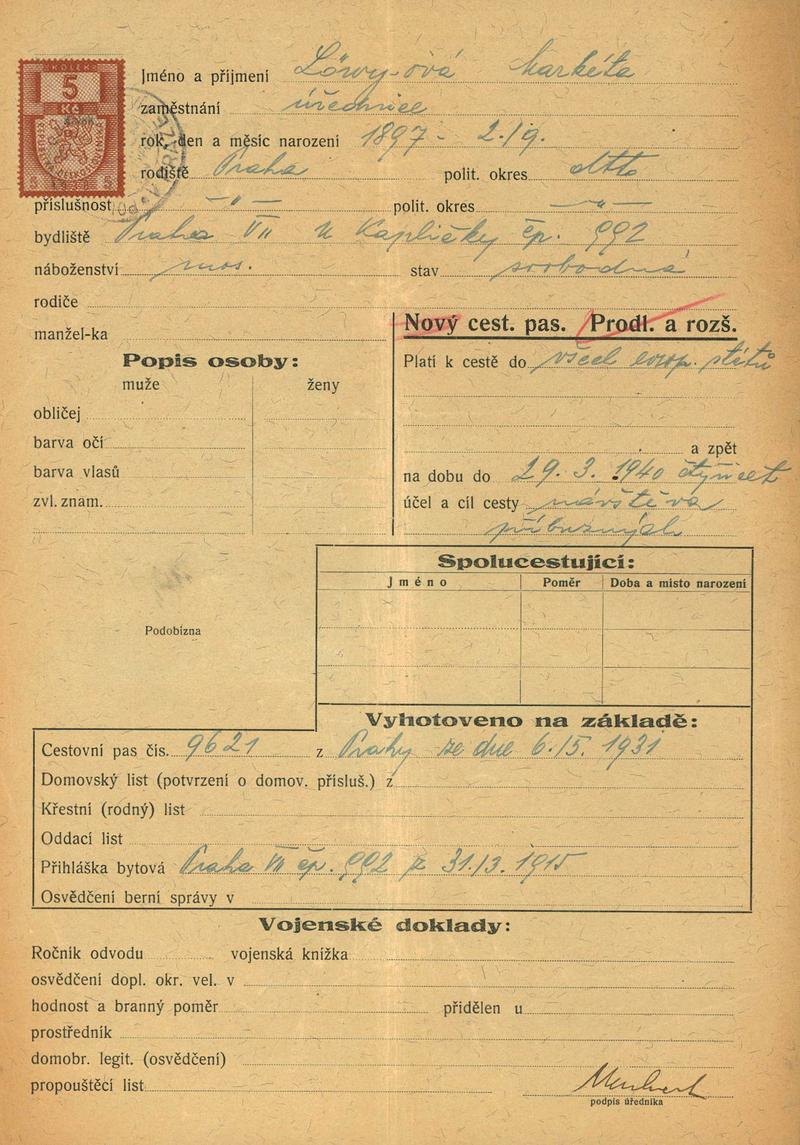 KOLEK
5
Kč
Jméno a příjmení Löwy-ová Markéta
zaměstnání úřednice
rok, den a měsíc narození 1897 - 2./9.
rodiště Praha polit. okres dtto
příslušnost — „ — polit. okres — „ —
bydliště Praha VII U Kapličky čp. 992
náboženství mos. stav svobodná
rodiče
manžel-ka
Nový cest. pas. Prodl. a rozš.
Popis osoby:
muže ženy
obličej
barva očí
barva vlasů
zvl. znam.
Platí k cestě do všech evrop. států
a zpět
na dobu do 29. 3. 1940 čtyřicet
účel a cíl cesty návštěva
příbuzných
Podobizna
Spolucestující:
Jméno Poměr Doba a misto narození
Vyhotoveno na základě:
Cestovní pas čís. 9621 z Prahy ze dne 6./5. 1931
Domovský list (potvrzení o domov. přísluš.) z
Křestní (rodný) list
Oddací list
Přihláška bytová Praha VII čp. 992 z 31./3. 1915
Osvědčení berní správy v
Vojenské doklady:
Ročník odvodu vojenská knížka
osvědčení dopl. okr. vel. v
hodnost a branný poměr přidělen u
prostředník
domobr. legit. (osvědčení)
propouštěcí list
podpis úředníka